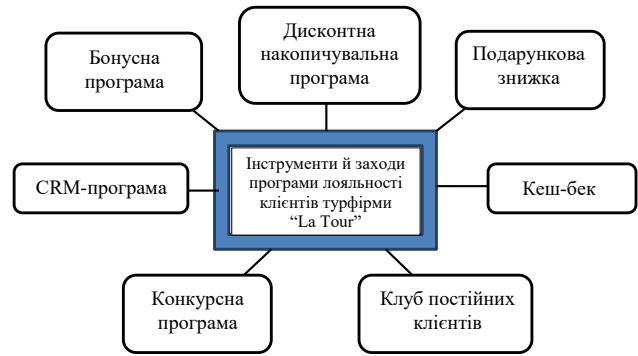 Бонусна
програма
Дисконтна
накопичувальна
програма
Подарункова
знижка
CRM-програма
Інструменти й заходи
програми лояльності
клієнтів турфірми
“La Tour”
Кеш-бек
Конкурсна
програма
Клуб постійних
клієнтів